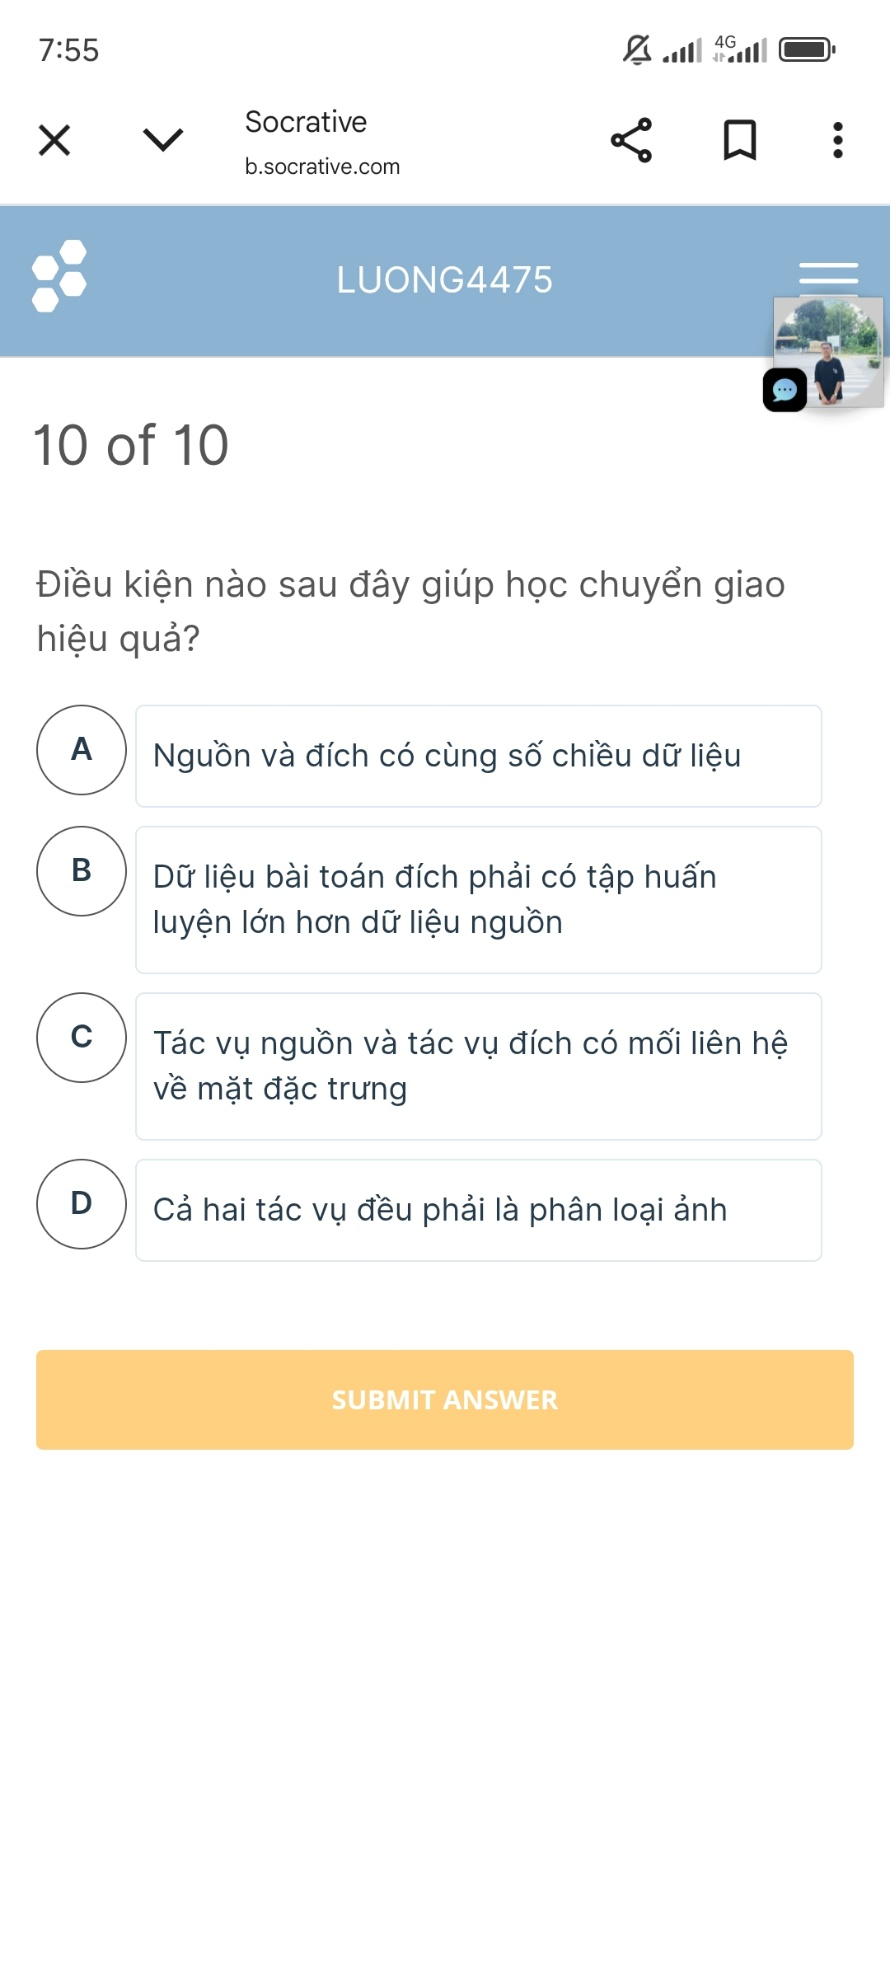 7:55
4G
Socrative
b.socrative.com
LUONG4475
10 of 10
Điều kiện nào sau đây giúp học chuyển giao
hiệu quả?
A
Nguồn và đích có cùng số chiều dữ liệu
B
Dữ liệu bài toán đích phải có tập huấn
luyện lớn hơn dữ liệu nguồn
C
Tác vụ nguồn và tác vụ đích có mối liên hệ
về mặt đặc trưng
D
Cả hai tác vụ đều phải là phân loại ảnh
SUBMIT ANSWER